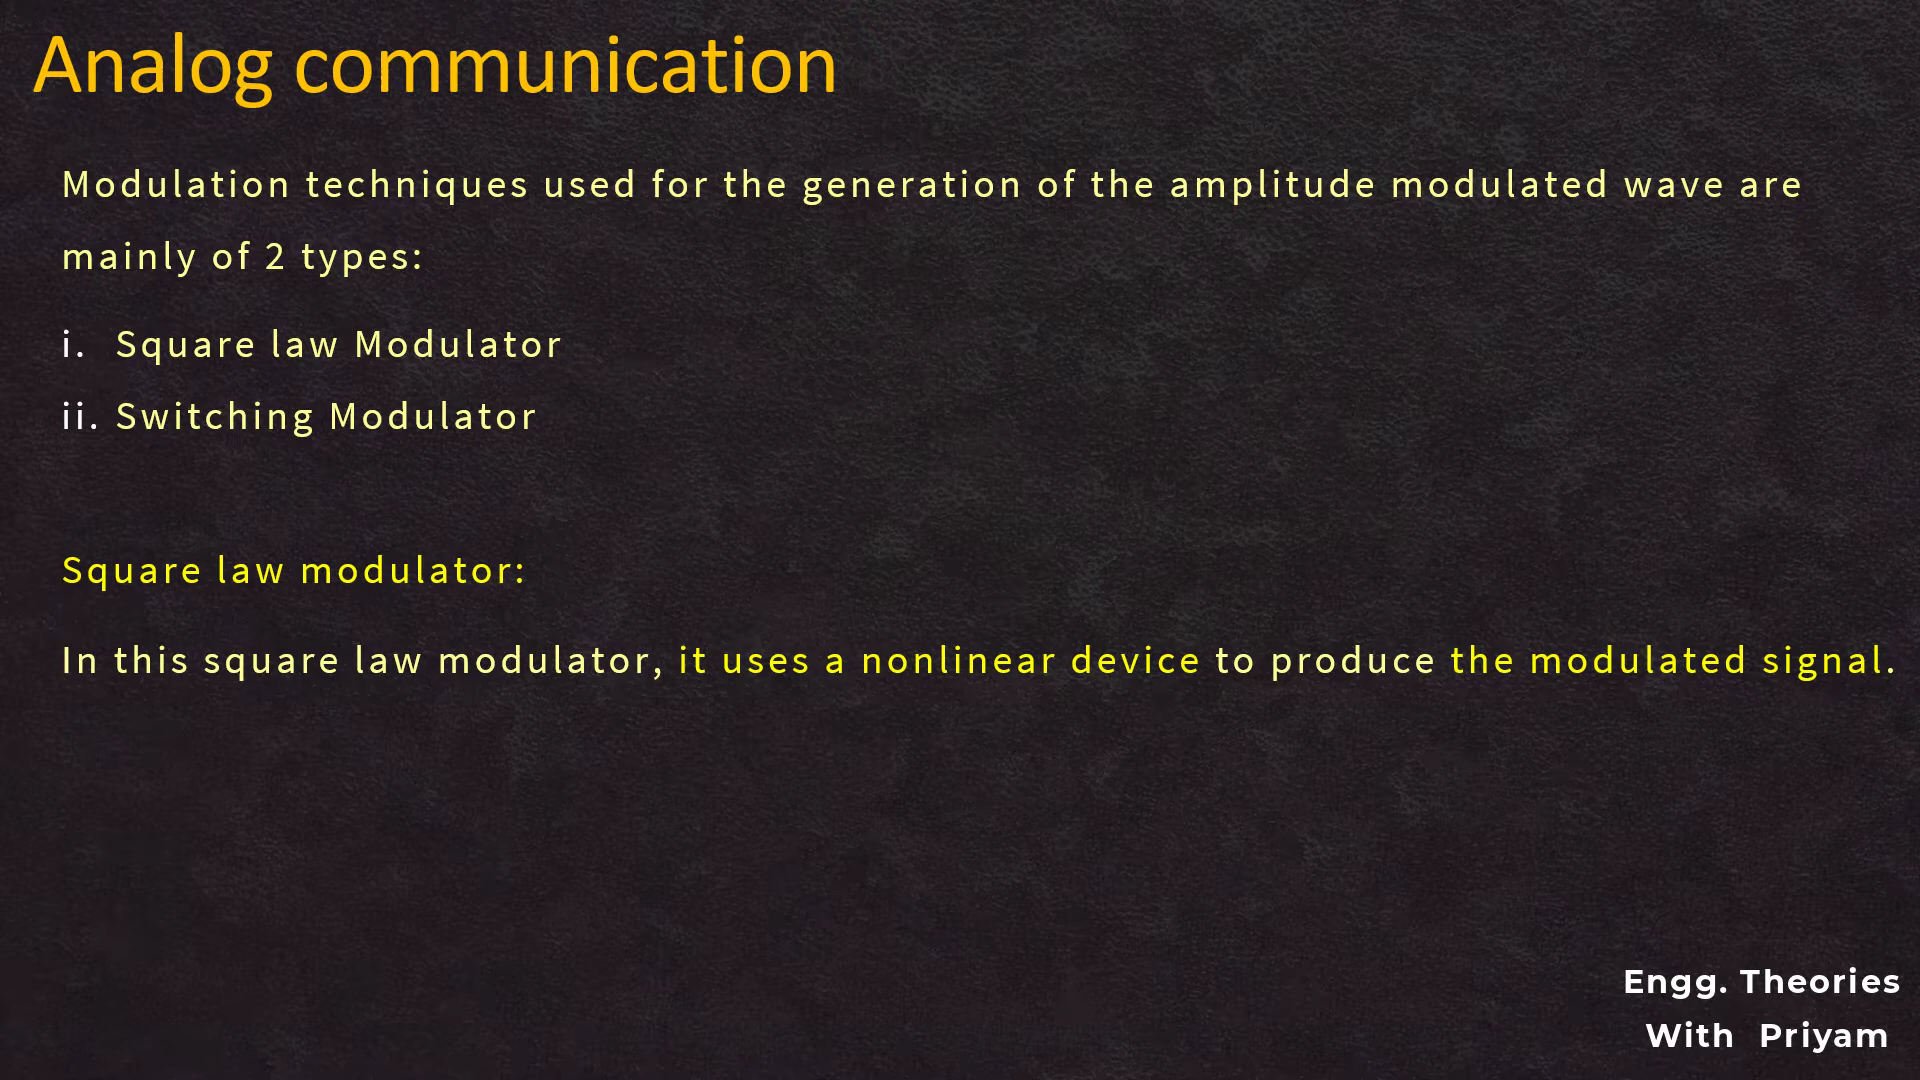 Analog communication
Modulation techniques used for the generation of the amplitude modulated wave are
mainly of 2 types:
i. Square law Modulator
ii. Switching Modulator
Square law modulator:
In this square law modulator, it uses a nonlinear device to produce the modulated signal.
Engg. Theories
With Priyam